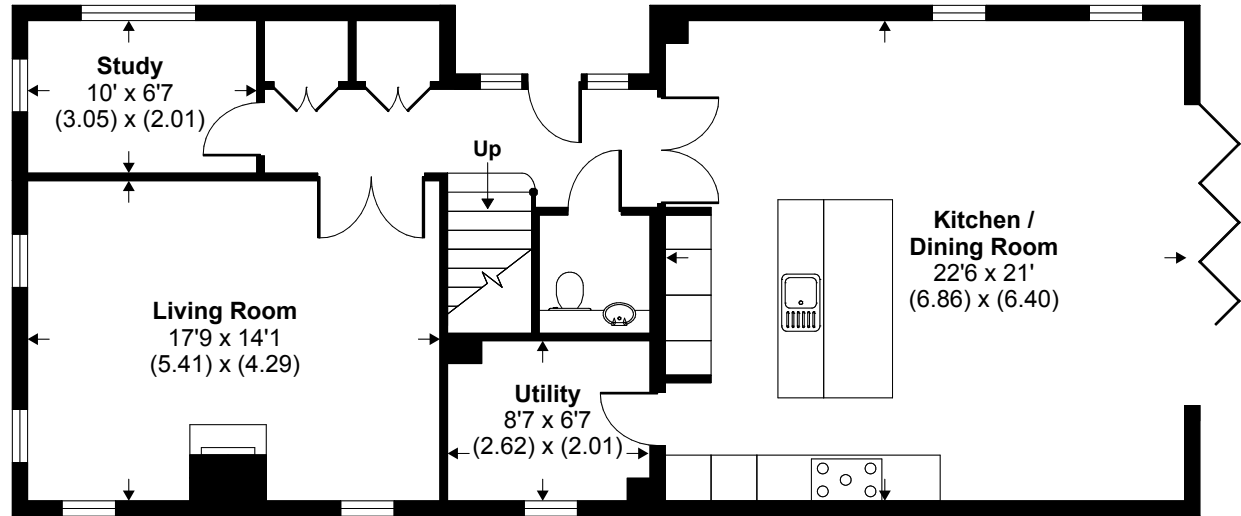 Study
10' x 6'7
(3.05) x (2.01)
Up
Kitchen /
Dining Room
22'6 x 21'
(6.86) x (6.40)
Living Room
17'9 x 14'1
(5.41) x (4.29)
Utility
8'7 x 6'7
(2.62) x (2.01)